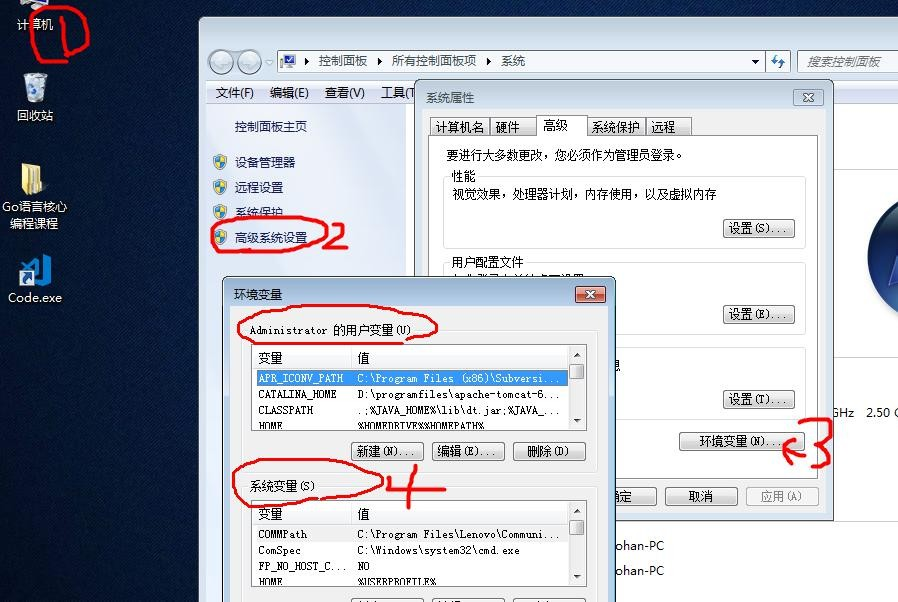 计算机
1
回收站
Go语言核心
编程课程
Code.exe
控制面板
所有控制面板项
系统
搜索控制面板
文件(F)
编辑(E)
查看(V)
工具(T
控制面板主页
设备管理器
远程设置
系统保护
高级系统设置
2
系统属性
计算机名
硬件
高级
系统保护
远程
要进行大多数更改，您必须作为管理员登录。
性能
视觉效果，处理器计划，内存使用，以及虚拟内存
设置(S)...
用户配置文件
设置(E)...
息
设置(T)...
环境变量(N)...
3
定
取消
应用(A)
环境变量
Administrator 的用户变量(U)
变量 值
APR_ICONV_PATH C:\Program Files (x86)\Subversi...
CATALINA_HOME D:\programfiles\apache-tomcat-6...
CLASSPATH .;%JAVA_HOME%\lib\dt.jar;%JAVA_...
HOME %HOMEDRIVE%%HOMEPATH%
新建(N)...
编辑(E)...
删除(D)
系统变量(S)
4
变量 值
COMMPath C:\Program Files\Lenovo\Communi...
ComSpec C:\Windows\system32\cmd.exe
FP_NO_HOST_C... NO
HOME %USERPROFILE%
GHz 2.50 G
ohan-PC
ohan-PC